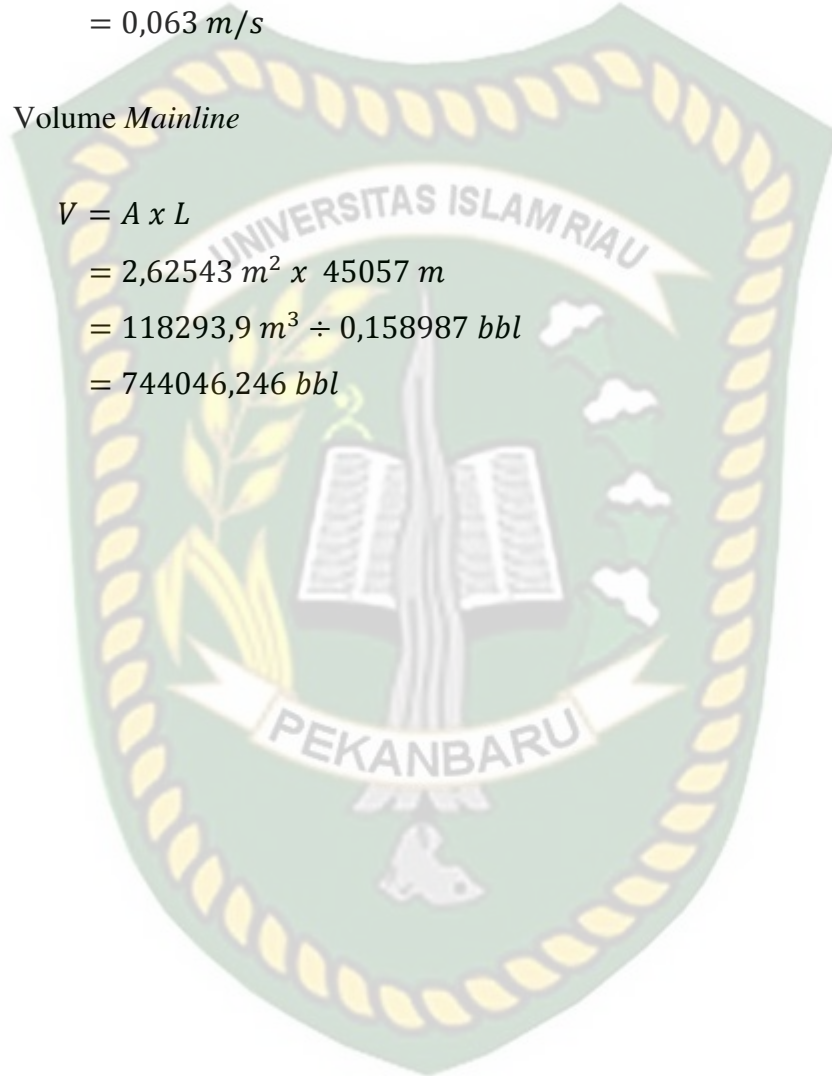 = 0,063 m/s
Volume Mainline
V = A x L
UNIVERSITAS ISLAM RIAU
= 2,62543 m² x 45057 m
= 118293,9 m³ ÷ 0,158987 bbl
= 744046,246 bbl
PEKANBARU